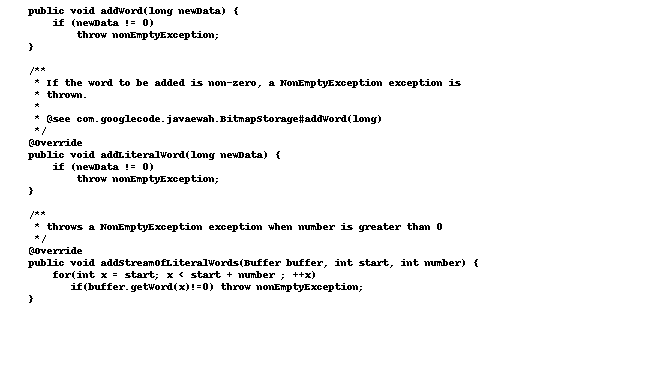 public void addWord(long newData) {
    if (newData != 0)
        throw nonEmptyException;
}

/**
 * If the word to be added is non-zero, a NonEmptyException exception is
 * thrown.
 *
 * @see com.googlecode.javaewah.BitmapStorage#addWord(long)
 */
@Override
public void addLiteralWord(long newData) {
    if (newData != 0)
        throw nonEmptyException;
}

/**
 * throws a NonEmptyException exception when number is greater than 0
 */
@Override
public void addStreamOfLiteralWords(Buffer buffer, int start, int number) {
    for(int x = start; x < start + number ; ++x)
       if(buffer.getWord(x)!=0) throw nonEmptyException;
}